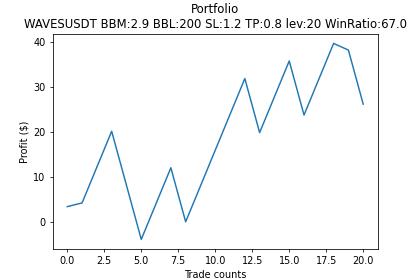 Portfolio
WAVESUSDT BBM:2.9 BBL:200 SL:1.2 TP:0.8 lev:20 WinRatio:67.0
40
30
20
10
0
Profit ($)
0.0 2.5 5.0 7.5 10.0 12.5 15.0 17.5 20.0
Trade counts